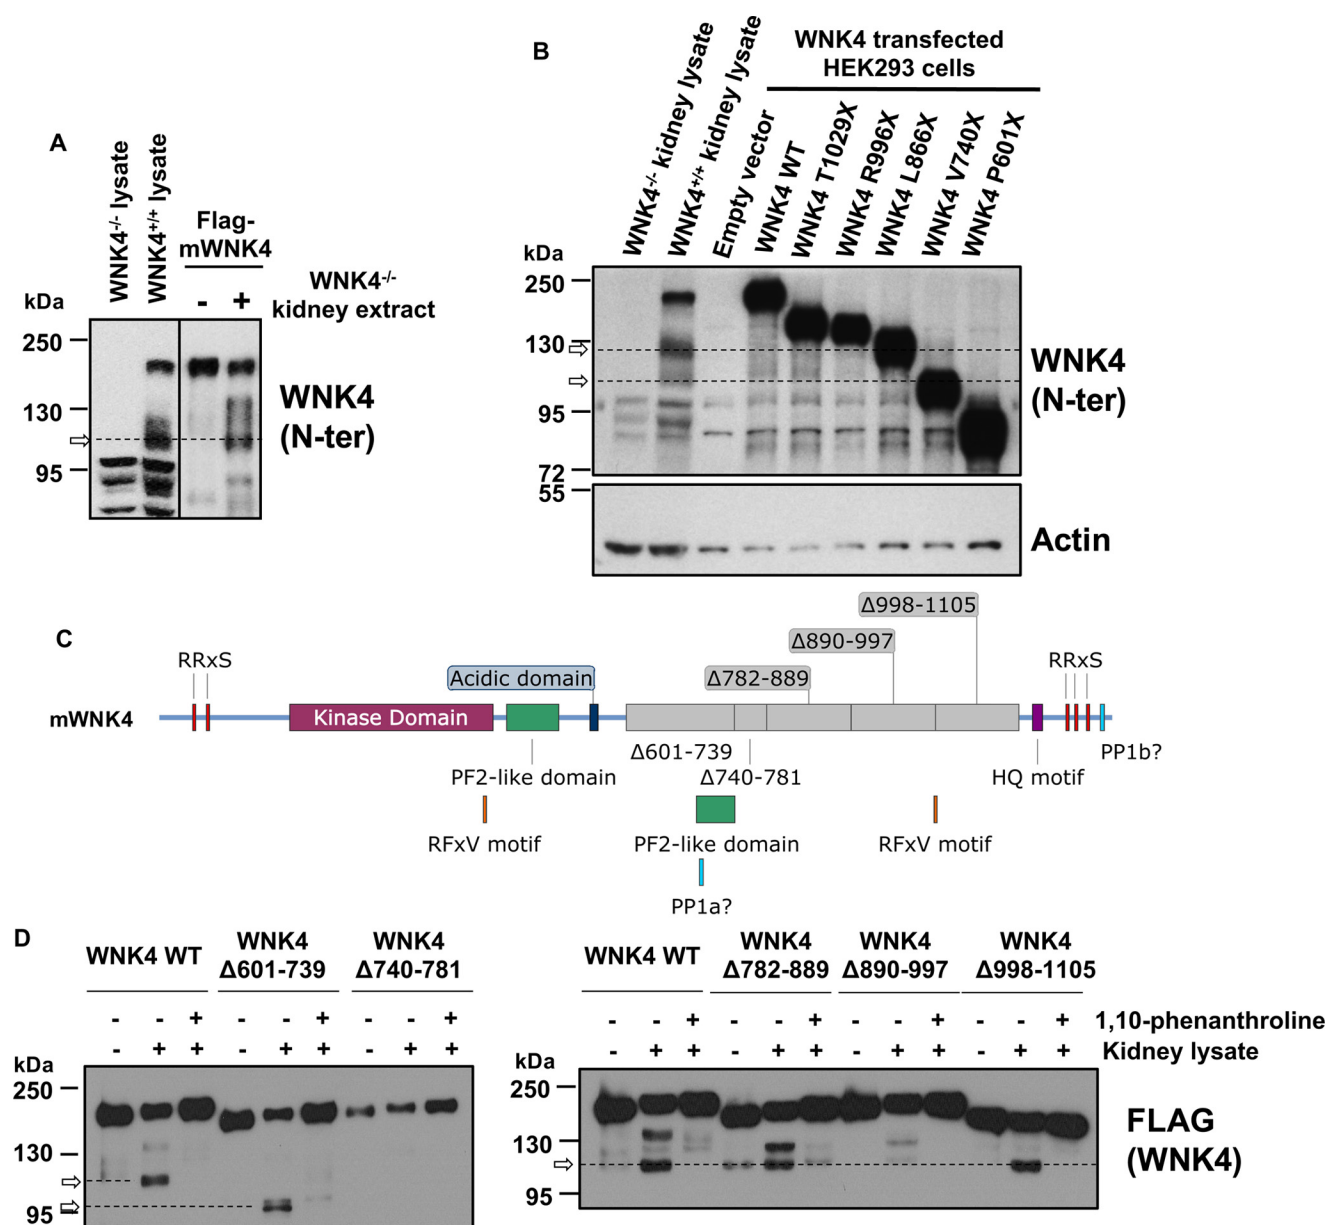 A
WNK4-/- lysate
WNK4+/+ lysate
Flag-
mWNK4
WNK4-/-
kidney extract
- +
kDa
250
130
95
WNK4
(N-ter)
B
WNK4 transfected
HEK293 cells
WNK4-/- kidney lysate
WNK4+/+ kidney lysate
Empty vector
WNK4 WT
WNK4 T1029X
WNK4 R996X
WNK4 L866X
WNK4 V740X
WNK4 P601X
kDa
250
130
95
72
55
WNK4
(N-ter)
Actin
C
Δ998-1105
Δ890-997
Δ782-889
RRxS
Acidic domain
RRxS
mWNK4
Kinase Domain
Δ601-739
PP1b?
PF2-like domain
Δ740-781
HQ motif
RFxV motif
PF2-like domain
RFxV motif
PP1a?
D
WNK4 WT
WNK4
Δ601-739
WNK4
Δ740-781
- - + - - + - - +
- + + - + + - + +
kDa
250
130
95
WNK4 WT
WNK4
Δ782-889
WNK4
Δ890-997
WNK4
Δ998-1105
- - + - - + - - + - - + 1,10-phenanthroline
- + + - + + - + + - + + Kidney lysate
kDa
250
130
95
FLAG
(WNK4)